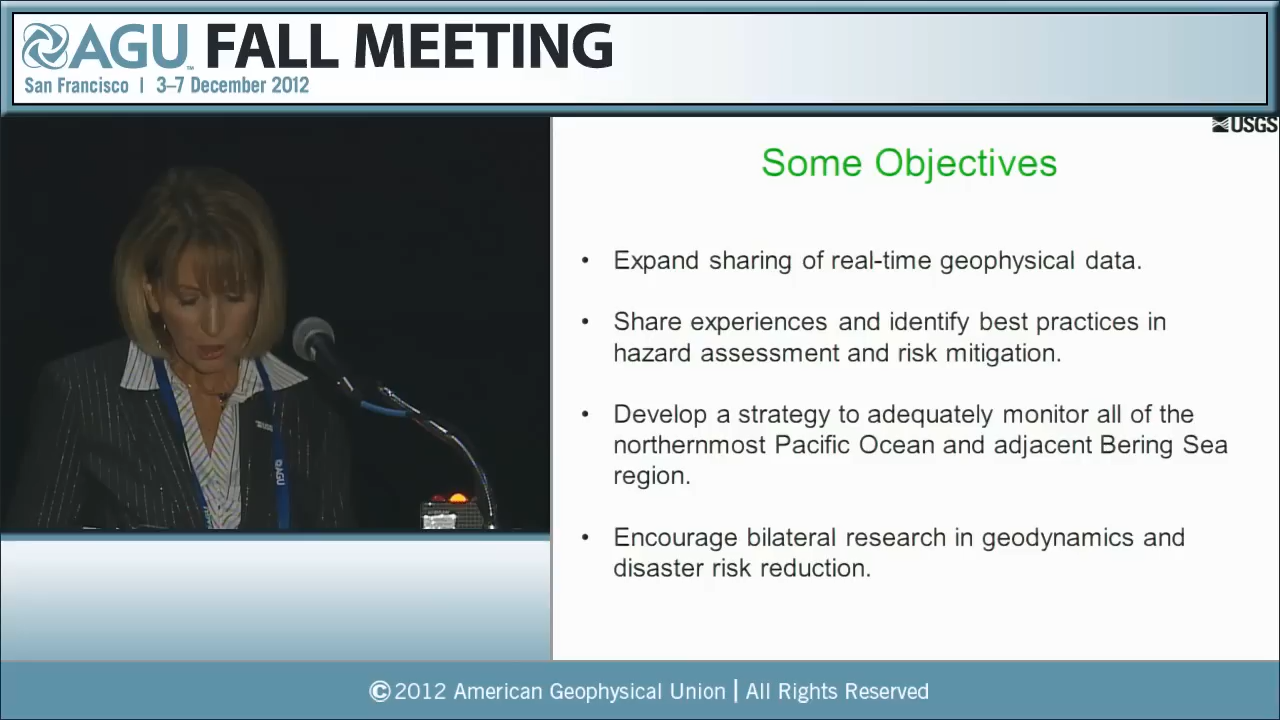 AGU™ FALL MEETING
San Francisco | 3–7 December 2012
USGS
Some Objectives
• Expand sharing of real-time geophysical data.
• Share experiences and identify best practices in
hazard assessment and risk mitigation.
• Develop a strategy to adequately monitor all of the
northernmost Pacific Ocean and adjacent Bering Sea
region.
• Encourage bilateral research in geodynamics and
disaster risk reduction.
AGU
© 2012 American Geophysical Union | All Rights Reserved